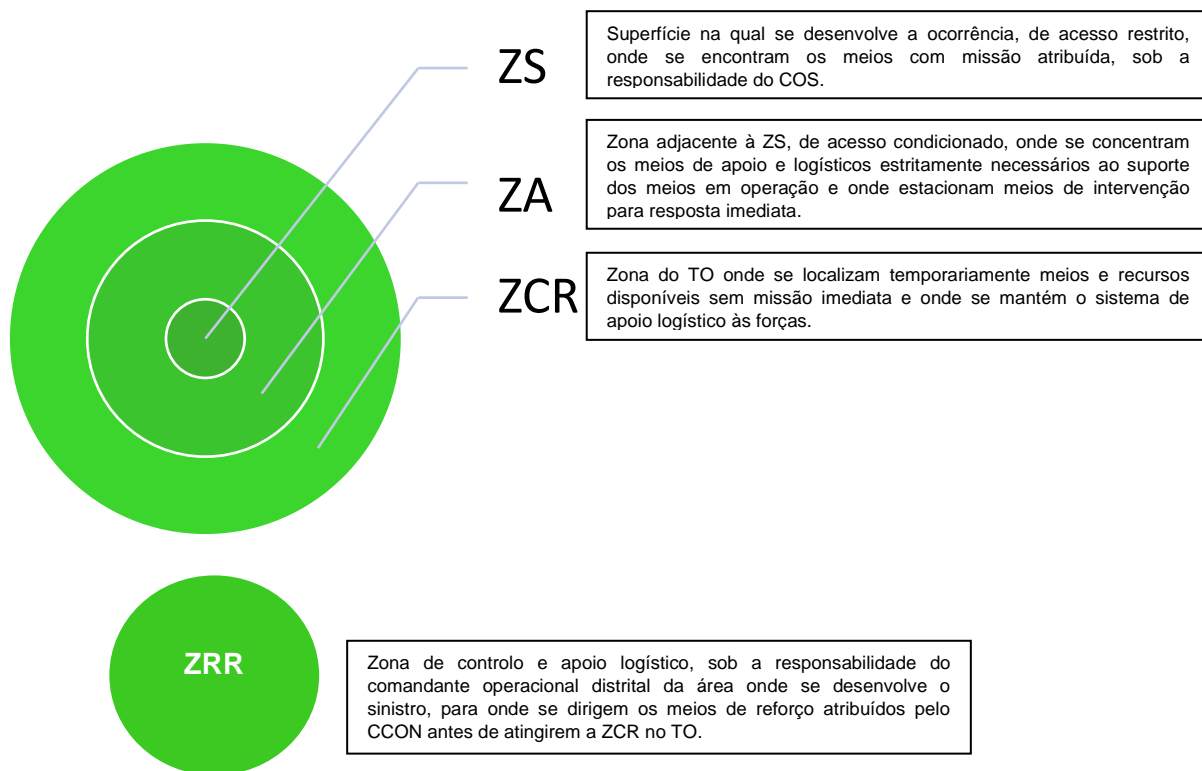 ZS
Superfície na qual se desenvolve a ocorrência, de acesso restrito,
onde se encontram os meios com missão atribuída, sob a
responsabilidade do COS.
ZA
Zona adjacente à ZS, de acesso condicionado, onde se concentram
os meios de apoio e logísticos estritamente necessários ao suporte
dos meios em operação e onde estacionam meios de intervenção
para resposta imediata.
ZCR
Zona do TO onde se localizam temporariamente meios e recursos
disponíveis sem missão imediata e onde se mantém o sistema de
apoio logístico às forças.
ZRR
Zona de controlo e apoio logístico, sob a responsabilidade do
comandante operacional distrital da área onde se desenvolve o
sinistro, para onde se dirigem os meios de reforço atribuídos pelo
CCON antes de atingirem a ZCR no TO.